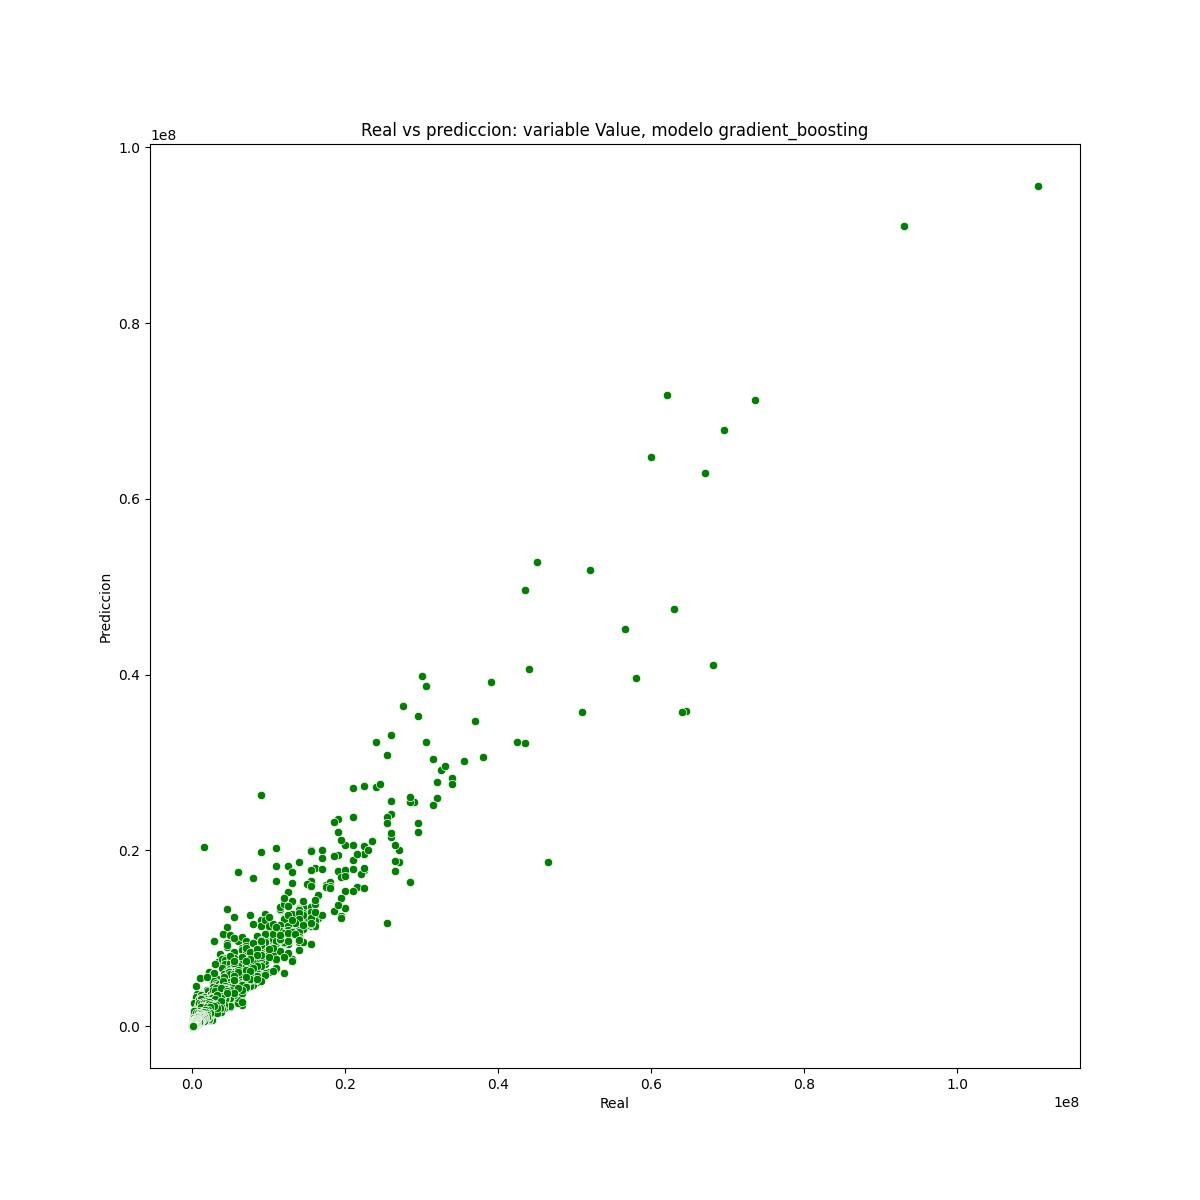 Real vs prediccion: variable Value, modelo gradient_boosting
1e8
1.0
0.8
0.6
0.4
0.2
0.0
Prediccion
0.0 0.2 0.4 0.6 0.8 1.0
Real
1e8